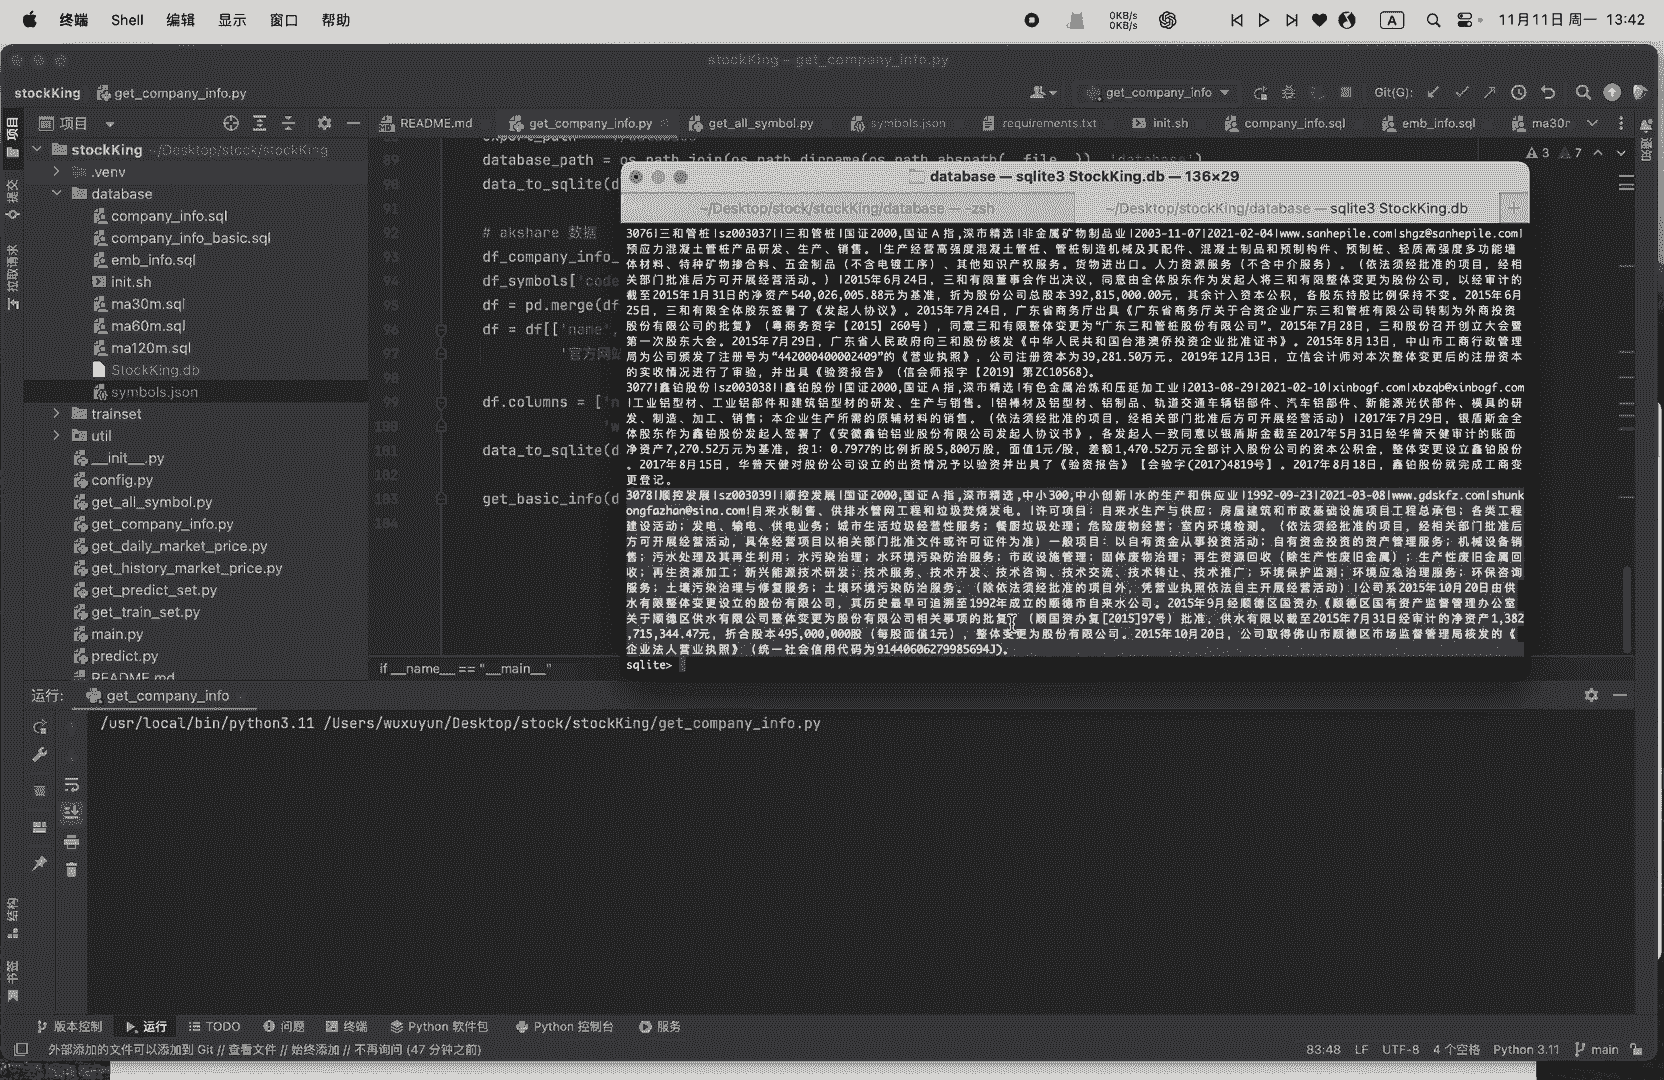 终端 Shell 编辑 显示 窗口 帮助
0KB/s
0KB/s
A
11月11日 周一 13:42
stockKing – get_company_info.py
stockKing
get_company_info.py
get_company_info
Git(G):
项目
项目
README.md
get_company_info.py
get_all_symbol.py
symbols.json
requirements.txt
init.sh
company_info.sql
emb_info.sql
3
7
提交
拉取请求
stockKing ~/Desktop/stock/stockKing
.venv
database
company_info.sql
company_info_basic.sql
emb_info.sql
init.sh
ma30m.sql
ma60m.sql
ma120m.sql
StockKing.db
symbols.json
trainset
util
__init__.py
config.py
get_all_symbol.py
get_company_info.py
get_daily_market_price.py
get_history_market_price.py
get_predict_set.py
get_train_set.py
main.py
predict.py
README.md
89 database_path = os.path.join(os.path.dirname(os.path.abspath(__file__)), 'database')
90 data_to_sqlite(d
91
92 # akshare 数据
93 df_company_info_
94 df_symbols['code
95 df = pd.merge(df
96 df = df[['name',
97 '官方网站
98
99 df.columns = ['n
100 'w
101 data_to_sqlite(d
102
103 get_basic_info(d
104
if __name__ == "__main__"
database — sqlite3 StockKing.db — 136×29
~/Desktop/stock/stockKing/database — -zsh
~/Desktop/stock/stockKing/database — sqlite3 StockKing.db
3076|三和管桩|sz003037||三和管桩|国证2000,国证Ａ指,深市精选|非金属矿物制品业|2003-11-07|2021-02-04|www.sanhepile.com|shgz@sanhepile.com|
预应力混凝土管桩产品研发、生产、销售。|生产经营高强度混凝土管桩、管桩制造机械及其配件、混凝土制品和预制构件、预制桩、轻质高强度多功能墙
体材料、特种矿物掺合料、五金制品（不含电镀工序）、其他知识产权服务。货物进出口。人力资源服务（不含中介服务）。（依法须经批准的项目，经相
关部门批准后方可开展经营活动）|2015年6月24日，三和有限董事会作出决议，同意由全体股东作为发起人将三和有限整体变更为股份公司，以经审计的
截至2015年1月31日的净资产540,026,005.88元为基准，折为股份公司总股本392,815,000.00元，其余计入资本公积，各股东持股比例保持不变。2015年6月
25日，三和有限全体股东签署了《发起人协议》。2015年7月24日，广东省商务厅出具《广东省商务厅关于合资企业广东三和管桩有限公司转制为外商投资
股份有限公司的批复》（粤商务资字【2015】260号），同意三和有限整体变更为“广东三和管桩股份有限公司”。2015年7月28日，三和股份召开创立大会暨
第一次股东大会。2015年7月29日，广东省人民政府向三和股份核发《中华人民共和国台港澳侨投资企业批准证书》。2015年8月13日，中山市工商行政管理
局为公司颁发了注册号为“442000400002409”的《营业执照》，公司注册资本为39,281.50万元。2019年12月13日，立信会计师对本次整体变更后的注册资本
的实收情况进行了审验，并出具《验资报告》（信会师报字【2019】第ZC10568）。
3077|鑫铂股份|sz003038||鑫铂股份|国证2000,国证Ａ指,深市精选|有色金属冶炼和压延加工业|2013-08-29|2021-02-10|xinbogf.com|xbzqb@xinbogf.com
|工业铝型材、工业铝部件和建筑铝型材的研发、生产与销售。|铝棒材及铝型材、铝制品、轨道交通车辆铝部件、汽车铝部件、新能源光伏部件、模具的研
发、制造、加工、销售；本企业生产所需的原辅材料的销售。（依法须经批准的项目，经相关部门批准后方可开展经营活动）|2017年7月29日，银盾斯金全
体股东作为鑫铂股份发起人签署了《安徽鑫铂铝业股份有限公司发起人协议书》，各发起人一致同意以银盾斯金截至2017年5月31日经华普天健审计的账面
净资产7,270.52万元为基准，按1：0.7977的比例折股5,800万股，面值1元/股，差额1,470.52万元全部计入股份公司的资本公积金，整体变更设立鑫铂股份
。2017年8月15日，华普天健对股份公司设立的出资情况予以验资并出具了《验资报告》【会验字(2017)4819号】。2017年8月18日，鑫铂股份就完成工商变
更登记。
3078|顺控发展|sz003039||顺控发展|国证2000,国证Ａ指,深市精选,中小300,中小创新|水的生产和供应业|1992-09-23|2021-03-08|www.gdskfz.com|shunk
ongfazhan@sina.com|自来水制售、供排水管网工程和垃圾焚烧发电。|许可项目：自来水生产与供应；房屋建筑和市政基础设施项目工程总承包；各类工程
建设活动；发电、输电、供电业务；城市生活垃圾经营性服务；餐厨垃圾处理；危险废物经营；室内环境检测。（依法须经批准的项目，经相关部门批准后
方可开展经营活动，具体经营项目以相关部门批准文件或许可证件为准）一般项目：以自有资金从事投资活动；自有资金投资的资产管理服务；机械设备销
售；污水处理及其再生利用；水污染治理；水环境污染防治服务；市政设施管理；固体废物治理；再生资源回收（除生产性废旧金属）；生产性废旧金属回
收；再生资源加工；新兴能源技术研发；技术服务、技术开发、技术咨询、技术交流、技术转让、技术推广；环境保护监测；环境应急治理服务；环保咨询
服务；土壤污染治理与修复服务；土壤环境污染防治服务。（除依法须经批准的项目外，凭营业执照依法自主开展经营活动）|公司系2015年10月20日由供
水有限整体变更设立的股份有限公司，其历史最早可追溯至1992年成立的顺德市自来水公司。2015年9月经顺德区国资办《顺德区国有资产监督管理办公室
关于顺德区供水有限公司整体变更为股份有限公司相关事项的批复》（顺国资办复[2015]97号）批准，供水有限以截至2015年7月31日经审计的净资产1,382
,715,344.47元，折合股本495,000,000股（每股面值1元），整体变更为股份有限公司。2015年10月20日，公司取得佛山市顺德区市场监督管理局核发的《
企业法人营业执照》（统一社会信用代码为91440606279985694J)。
sqlite>
运行: get_company_info
/usr/local/bin/python3.11 /Users/wuxuyun/Desktop/stock/stockKing/get_company_info.py
结构
书签
版本控制 运行 TODO 问题 终端 Python 软件包 Python 控制台 服务
外部添加的文件可以添加到 Git // 查看文件 // 始终添加 // 不再询问 (47 分钟之前)
83:48 LF UTF-8 4 个空格 Python 3.11 main